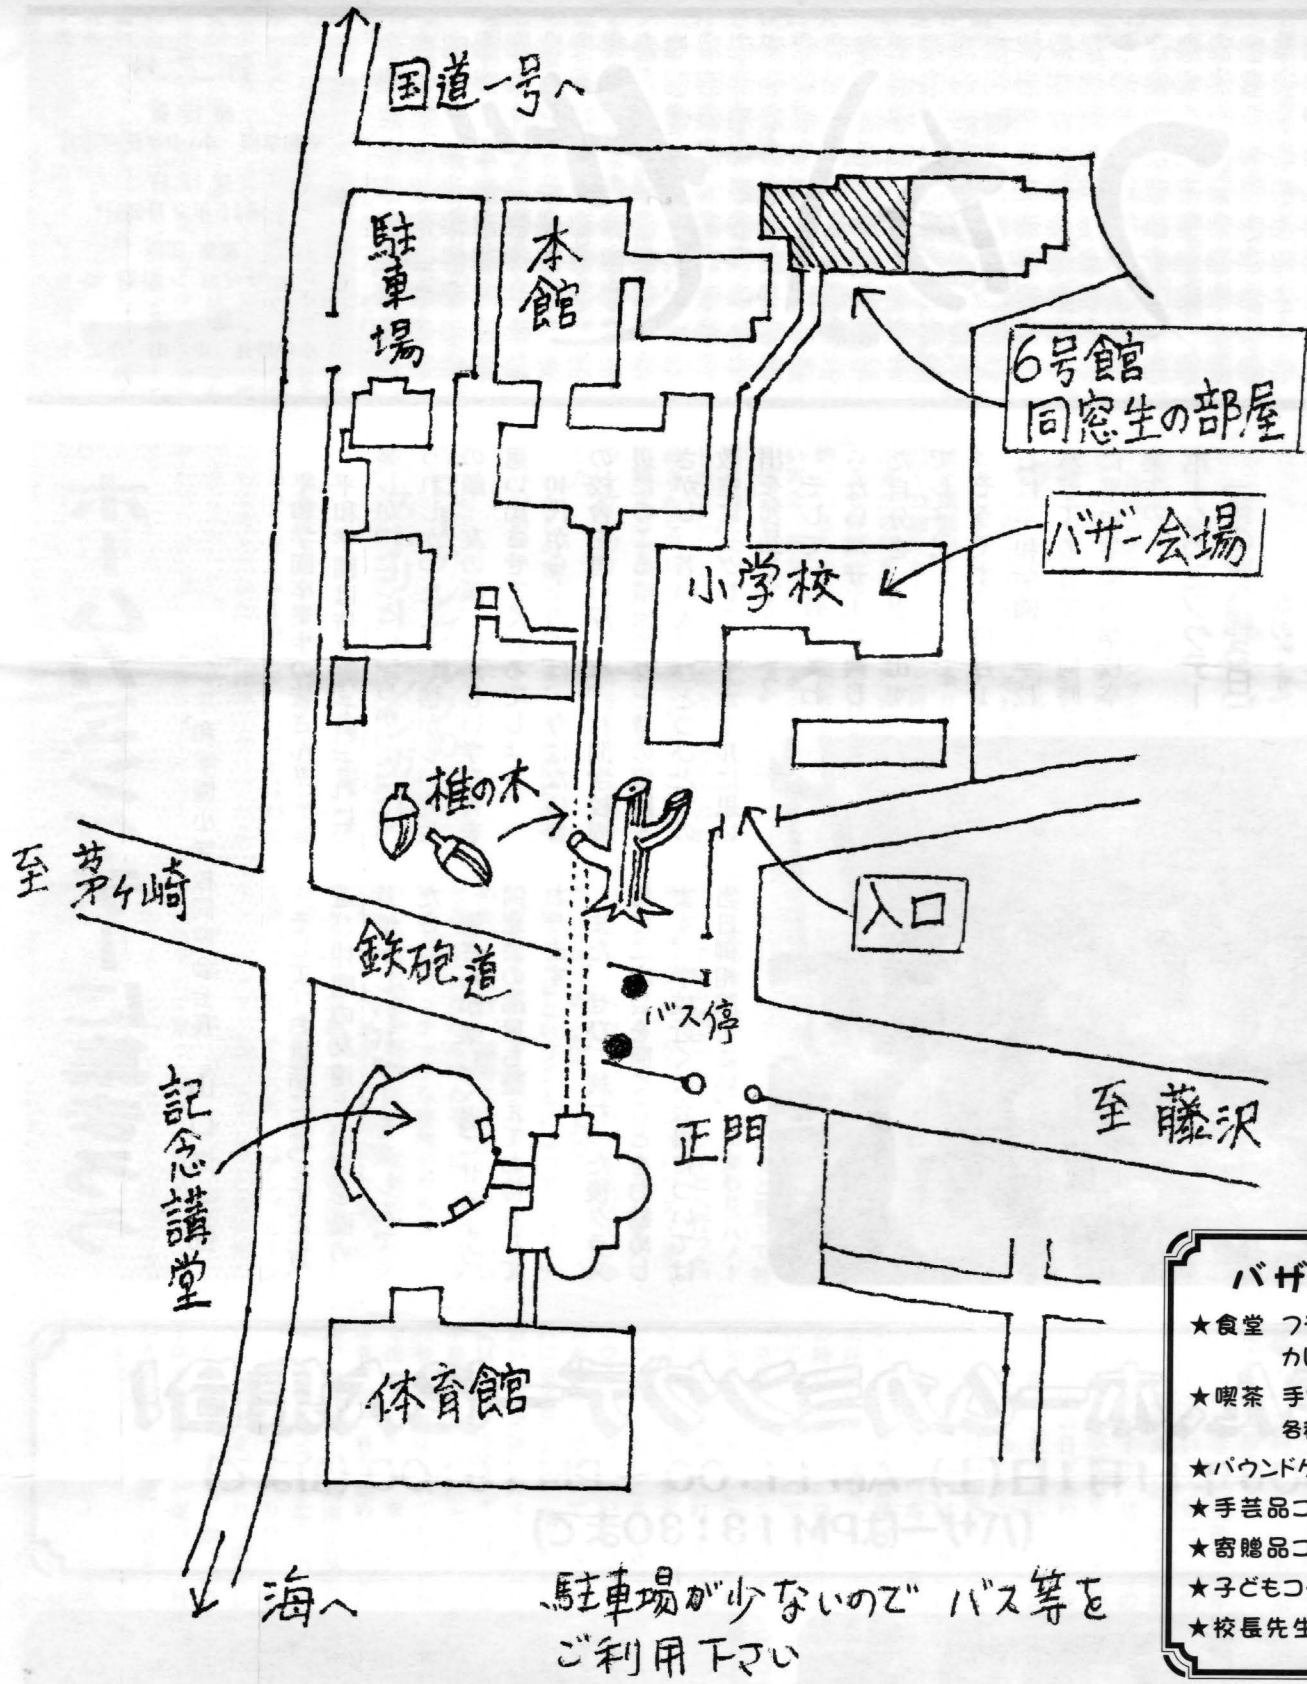 国道一号へ
駐車場
本館
6号館
同窓生の部屋
バザー会場
小学校
椎の木
至 茅ヶ崎
入口
鉄砲道
バス停
記念講堂
正門
至 藤沢
体育館
バザ
★食堂
★喫茶 手
各
★パウンドケ
★手芸品コ
★寄贈品コ
★子どもコー
★校長先生
海へ
駐車場が少ないので バス等を
ご利用下さい